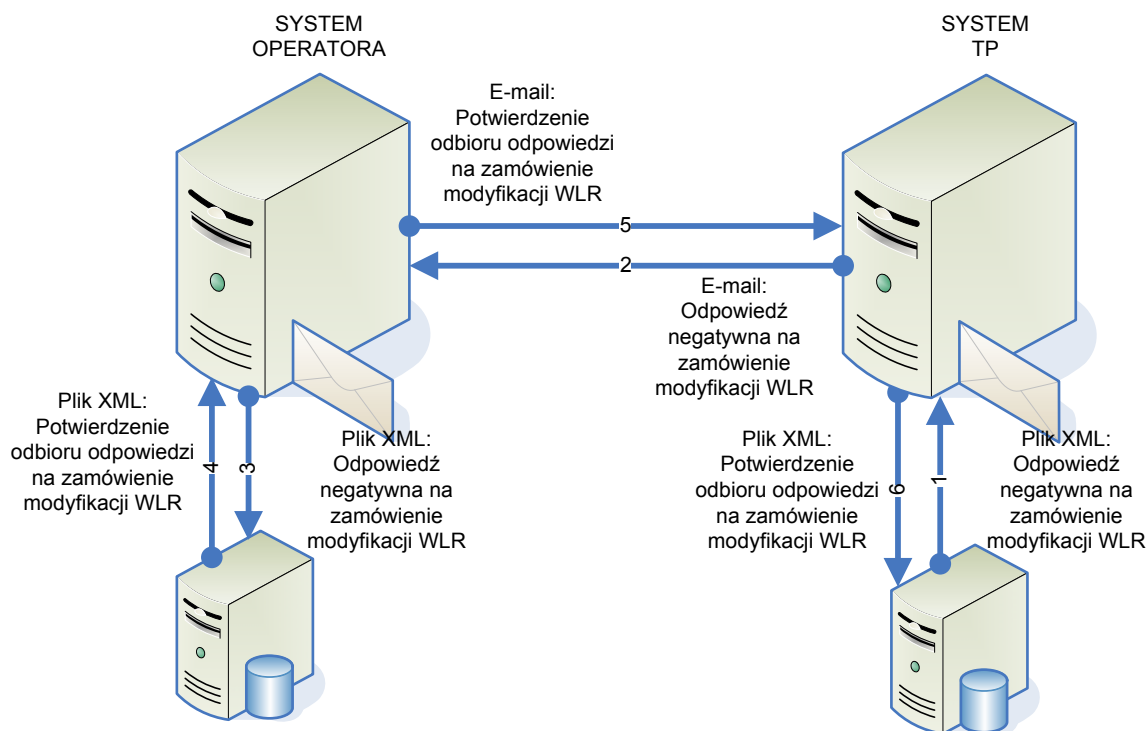 SYSTEM
OPERATORA
SYSTEM
TP
E-mail:
Potwierdzenie
odbioru odpowiedzi
na zamówienie
modyfikacji WLR
5
2
E-mail:
Odpowiedź
negatywna na
zamówienie
modyfikacji WLR
Plik XML:
Potwierdzenie
odbioru odpowiedzi
na zamówienie
modyfikacji WLR
4
3
Plik XML:
Odpowiedź
negatywna na
zamówienie
modyfikacji WLR
Plik XML:
Potwierdzenie
odbioru odpowiedzi
na zamówienie
modyfikacji WLR
6
1
Plik XML:
Odpowiedź
negatywna na
zamówienie
modyfikacji WLR